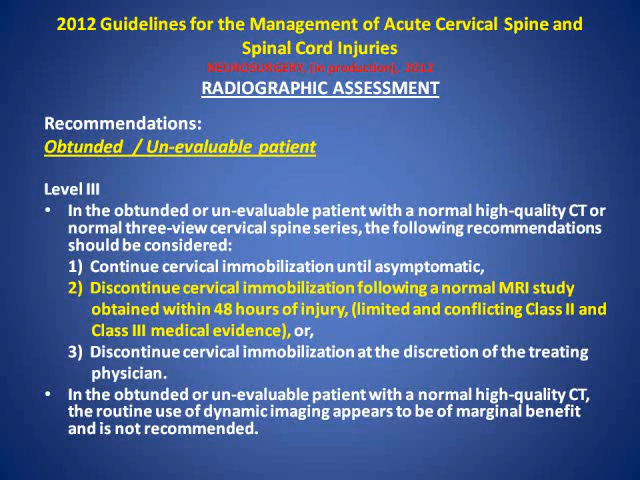 2012 Guidelines for the Management of Acute Cervical Spine and
Spinal Cord Injuries
NEUROSURGERY, (in production), 2012
RADIOGRAPHIC ASSESSMENT
Recommendations:
Obtunded / Un-evaluable patient
Level III
• In the obtunded or un-evaluable patient with a normal high-quality CT or
normal three-view cervical spine series, the following recommendations
should be considered:
1) Continue cervical immobilization until asymptomatic,
2) Discontinue cervical immobilization following a normal MRI study
obtained within 48 hours of injury, (limited and conflicting Class II and
Class III medical evidence), or,
3) Discontinue cervical immobilization at the discretion of the treating
physician.
• In the obtunded or un-evaluable patient with a normal high-quality CT,
the routine use of dynamic imaging appears to be of marginal benefit
and is not recommended.